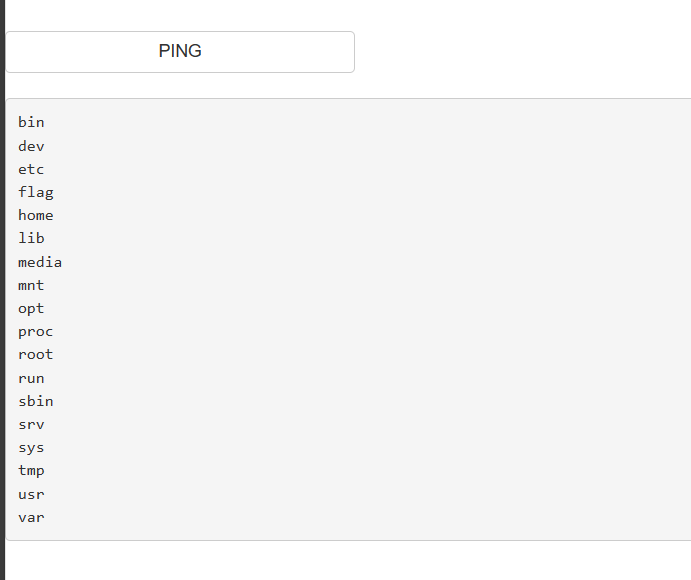 PING
bin
dev
etc
flag
home
lib
media
mnt
opt
proc
root
run
sbin
srv
sys
tmp
usr
var